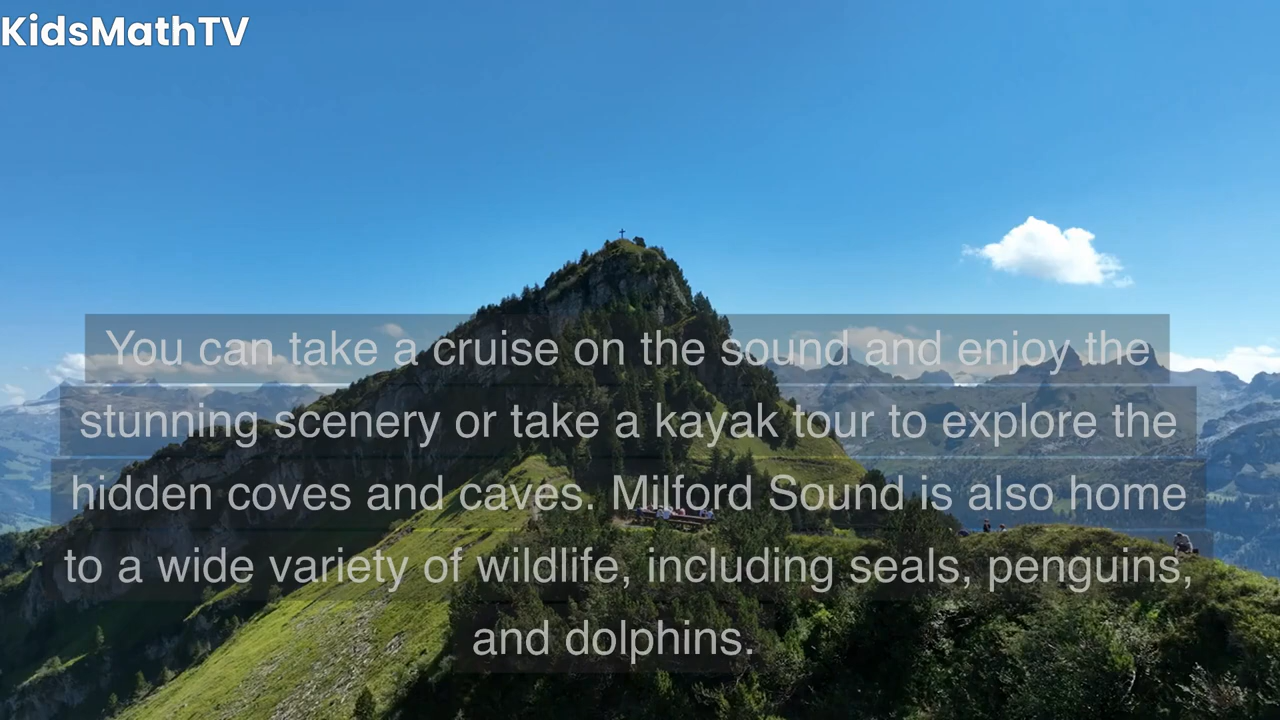 KidsMathTV
You can take a cruise on the sound and enjoy the
stunning scenery or take a kayak tour to explore the
hidden coves and caves. Milford Sound is also home
to a wide variety of wildlife, including seals, penguins,
and dolphins.